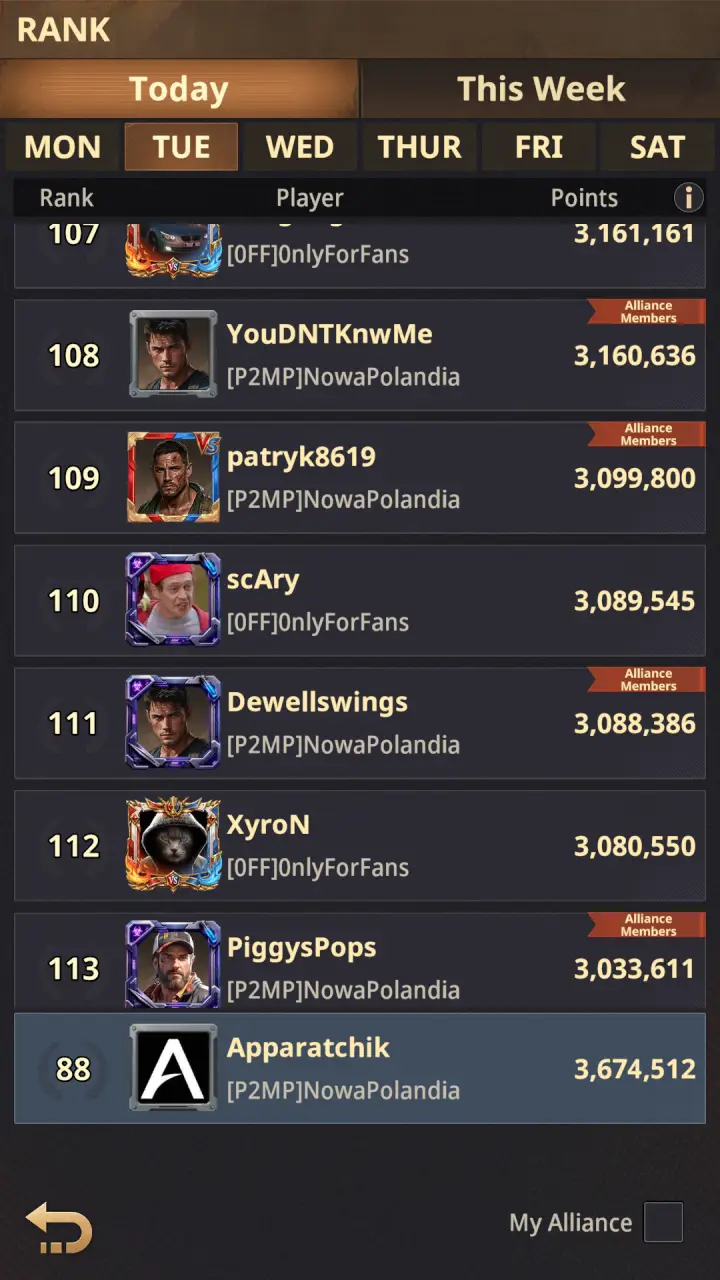 RANK
Today
This Week
MON
TUE
WED
THUR
FRI
SAT
Rank
Player
Points
107
[0FF]0nlyForFans
3,161,161
108
YouDNTKnwMe
[P2MP]NowaPolandia
Alliance
Members
3,160,636
109
VS
patryk8619
[P2MP]NowaPolandia
Alliance
Members
3,099,800
110
scAry
[0FF]0nlyForFans
3,089,545
111
Dewellswings
[P2MP]NowaPolandia
Alliance
Members
3,088,386
112
XyroN
[0FF]0nlyForFans
3,080,550
113
PiggysPops
[P2MP]NowaPolandia
Alliance
Members
3,033,611
88
A
Apparatchik
[P2MP]NowaPolandia
3,674,512
My Alliance